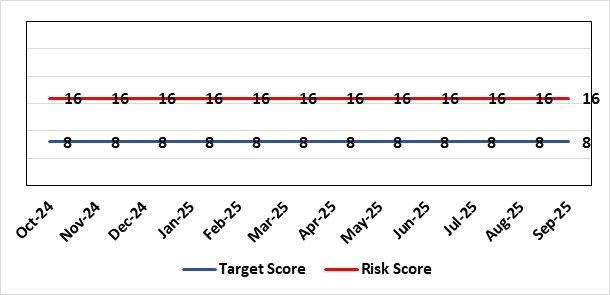 16 16 16 16 16 16 16 16 16 16 16 16
8 8 8 8 8 8 8 8 8 8 8 8
Oct-24 Nov-24 Dec-24 Jan-25 Feb-25 Mar-25 Apr-25 May-25 Jun-25 Jul-25 Aug-25 Sep-25
Target Score Risk Score